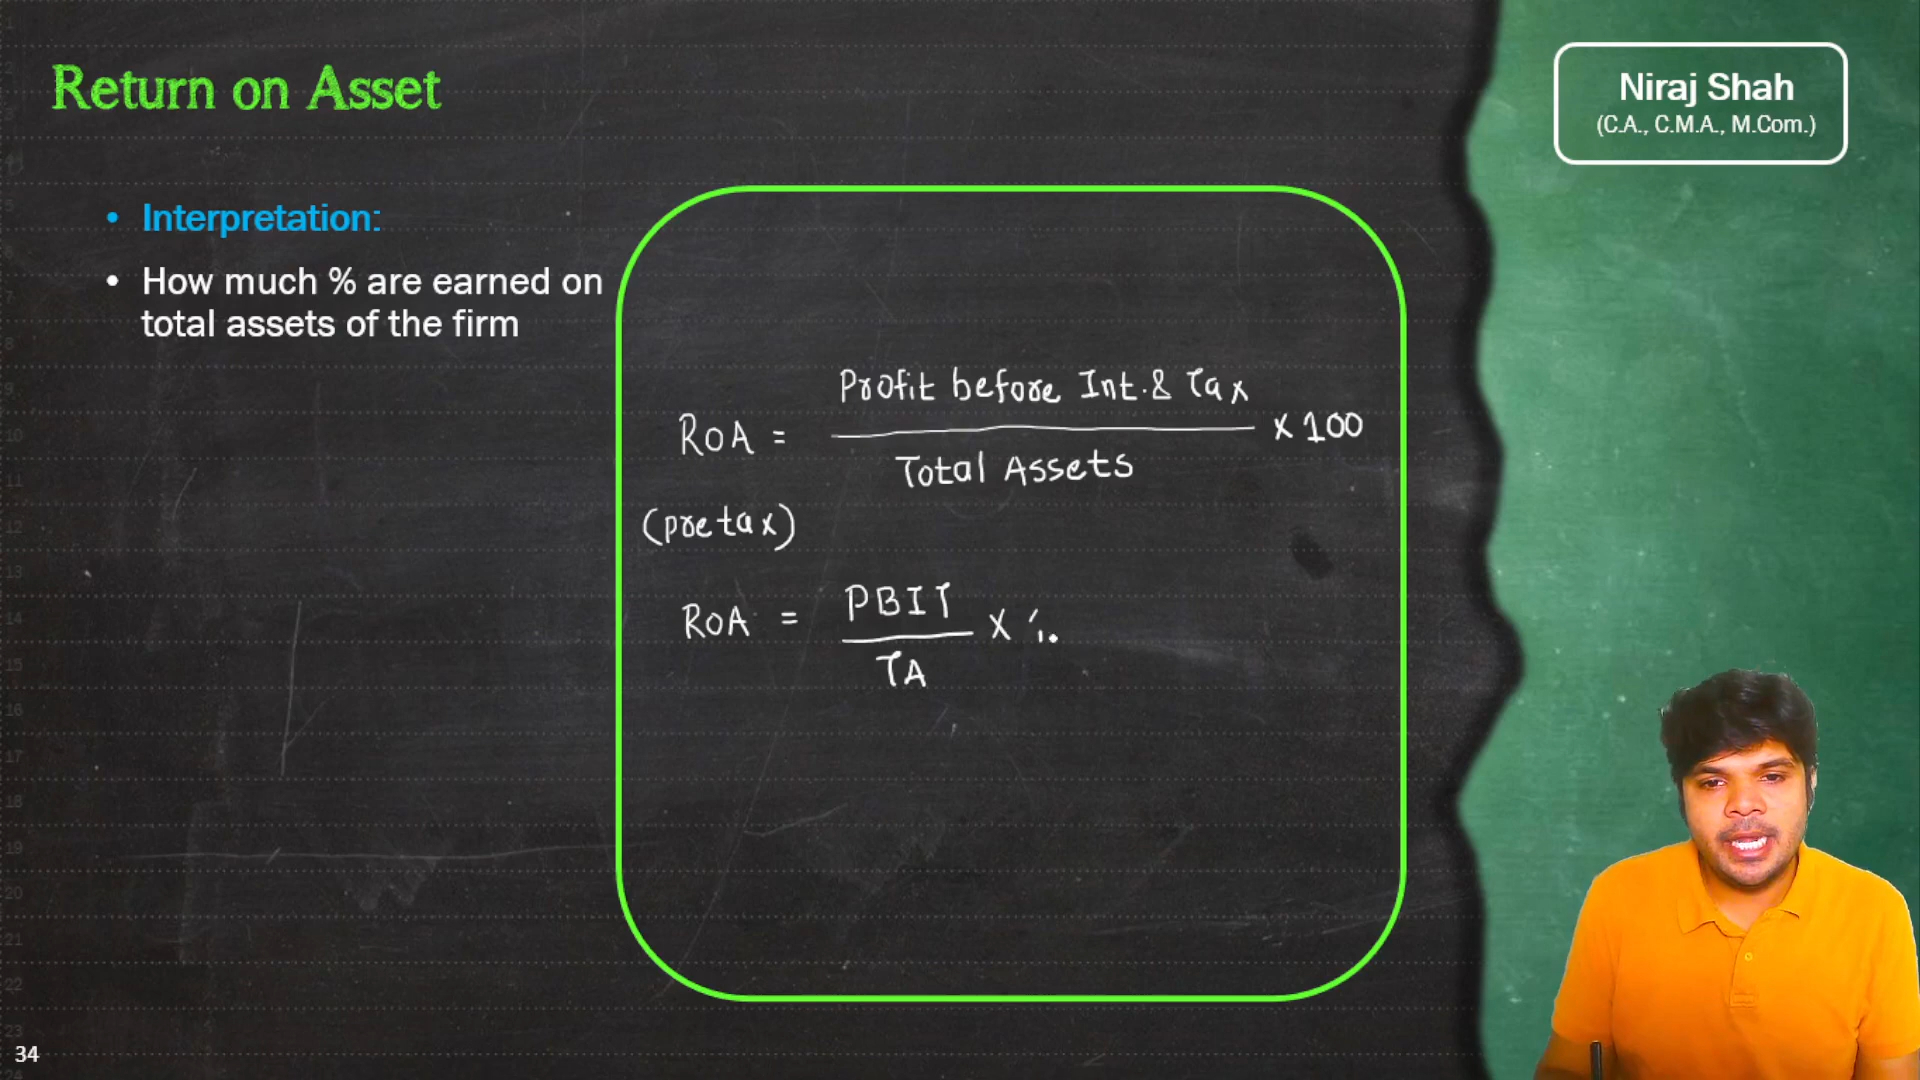 Return on Asset
Niraj Shah
(C.A., C.M.A., M.Com.)
• Interpretation:
• How much % are earned on
total assets of the firm
Profit before Int. & Tax
RoA = ———— x 100
Total Assets
(pretax)
PBIT
RoA = ———— x %
TA
34